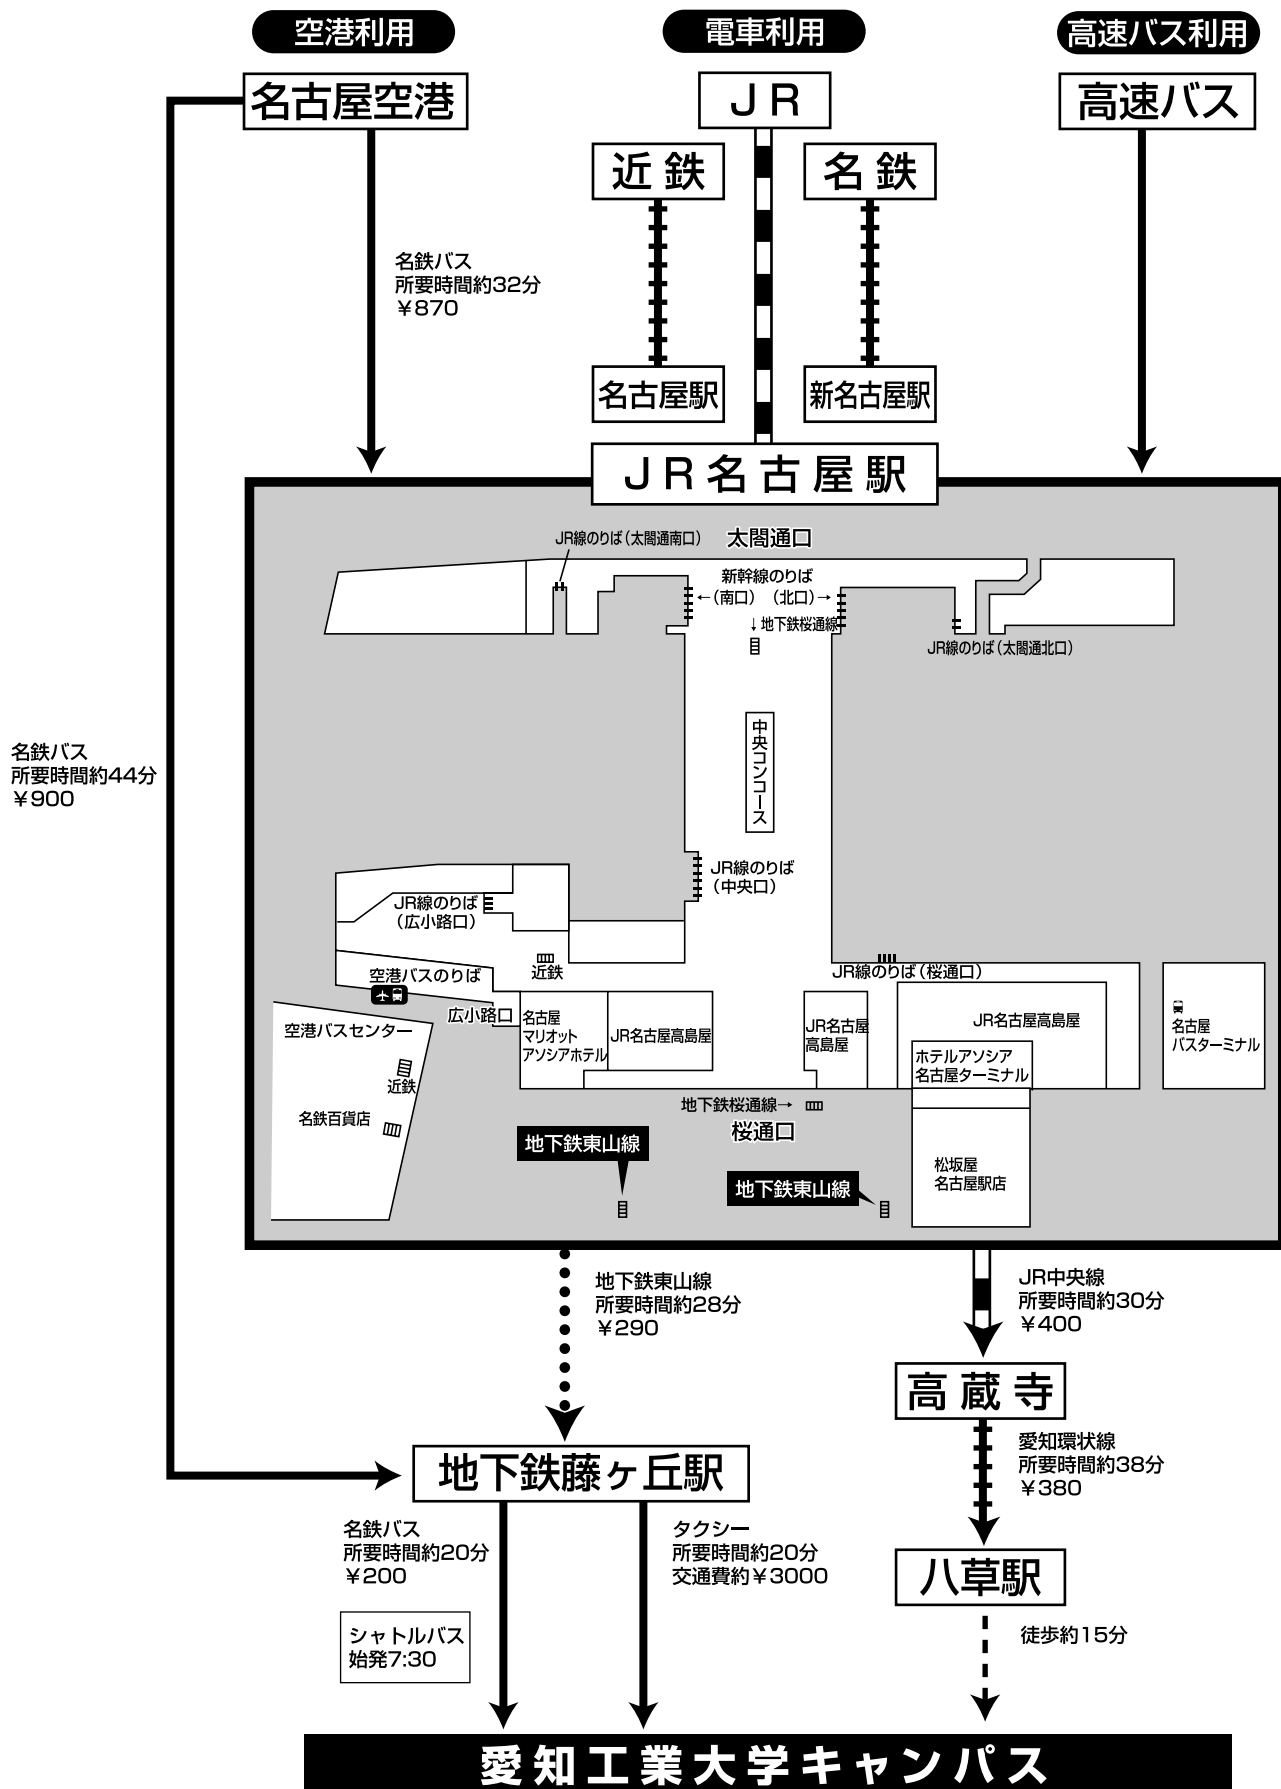 空港利用
電車利用
高速バス利用
名古屋空港
JR
高速バス
近鉄
名鉄
名鉄バス
所要時間約32分
¥870
名古屋駅
新名古屋駅
JR名古屋駅
JR線のりば(太閤通南口)
太閤通口
新幹線のりば
←(南口)
(北口)→
↓地下鉄桜通線
JR線のりば(太閤通北口)
名鉄バス
所要時間約44分
¥900
中央コンコース
JR線のりば
(中央口)
JR線のりば
(広小路口)
近鉄
空港バスのりば
JR線のりば(桜通口)
広小路口
空港バスセンター
近鉄
名鉄百貨店
名古屋
マリオット
アソシアホテル
JR名古屋高島屋
JR名古屋
高島屋
JR名古屋高島屋
ホテルアソシア
名古屋ターミナル
名古屋
バスターミナル
地下鉄桜通線→
桜通口
地下鉄東山線
地下鉄東山線
松坂屋
名古屋駅店
地下鉄東山線
所要時間約28分
¥290
JR中央線
所要時間約30分
¥400
高蔵寺
愛知環状線
所要時間約38分
¥380
地下鉄藤ヶ丘駅
名鉄バス
所要時間約20分
¥200
タクシー
所要時間約20分
交通費約¥3000
八草駅
シャトルバス
始発7:30
徒歩約15分
愛知工業大学キャンパス